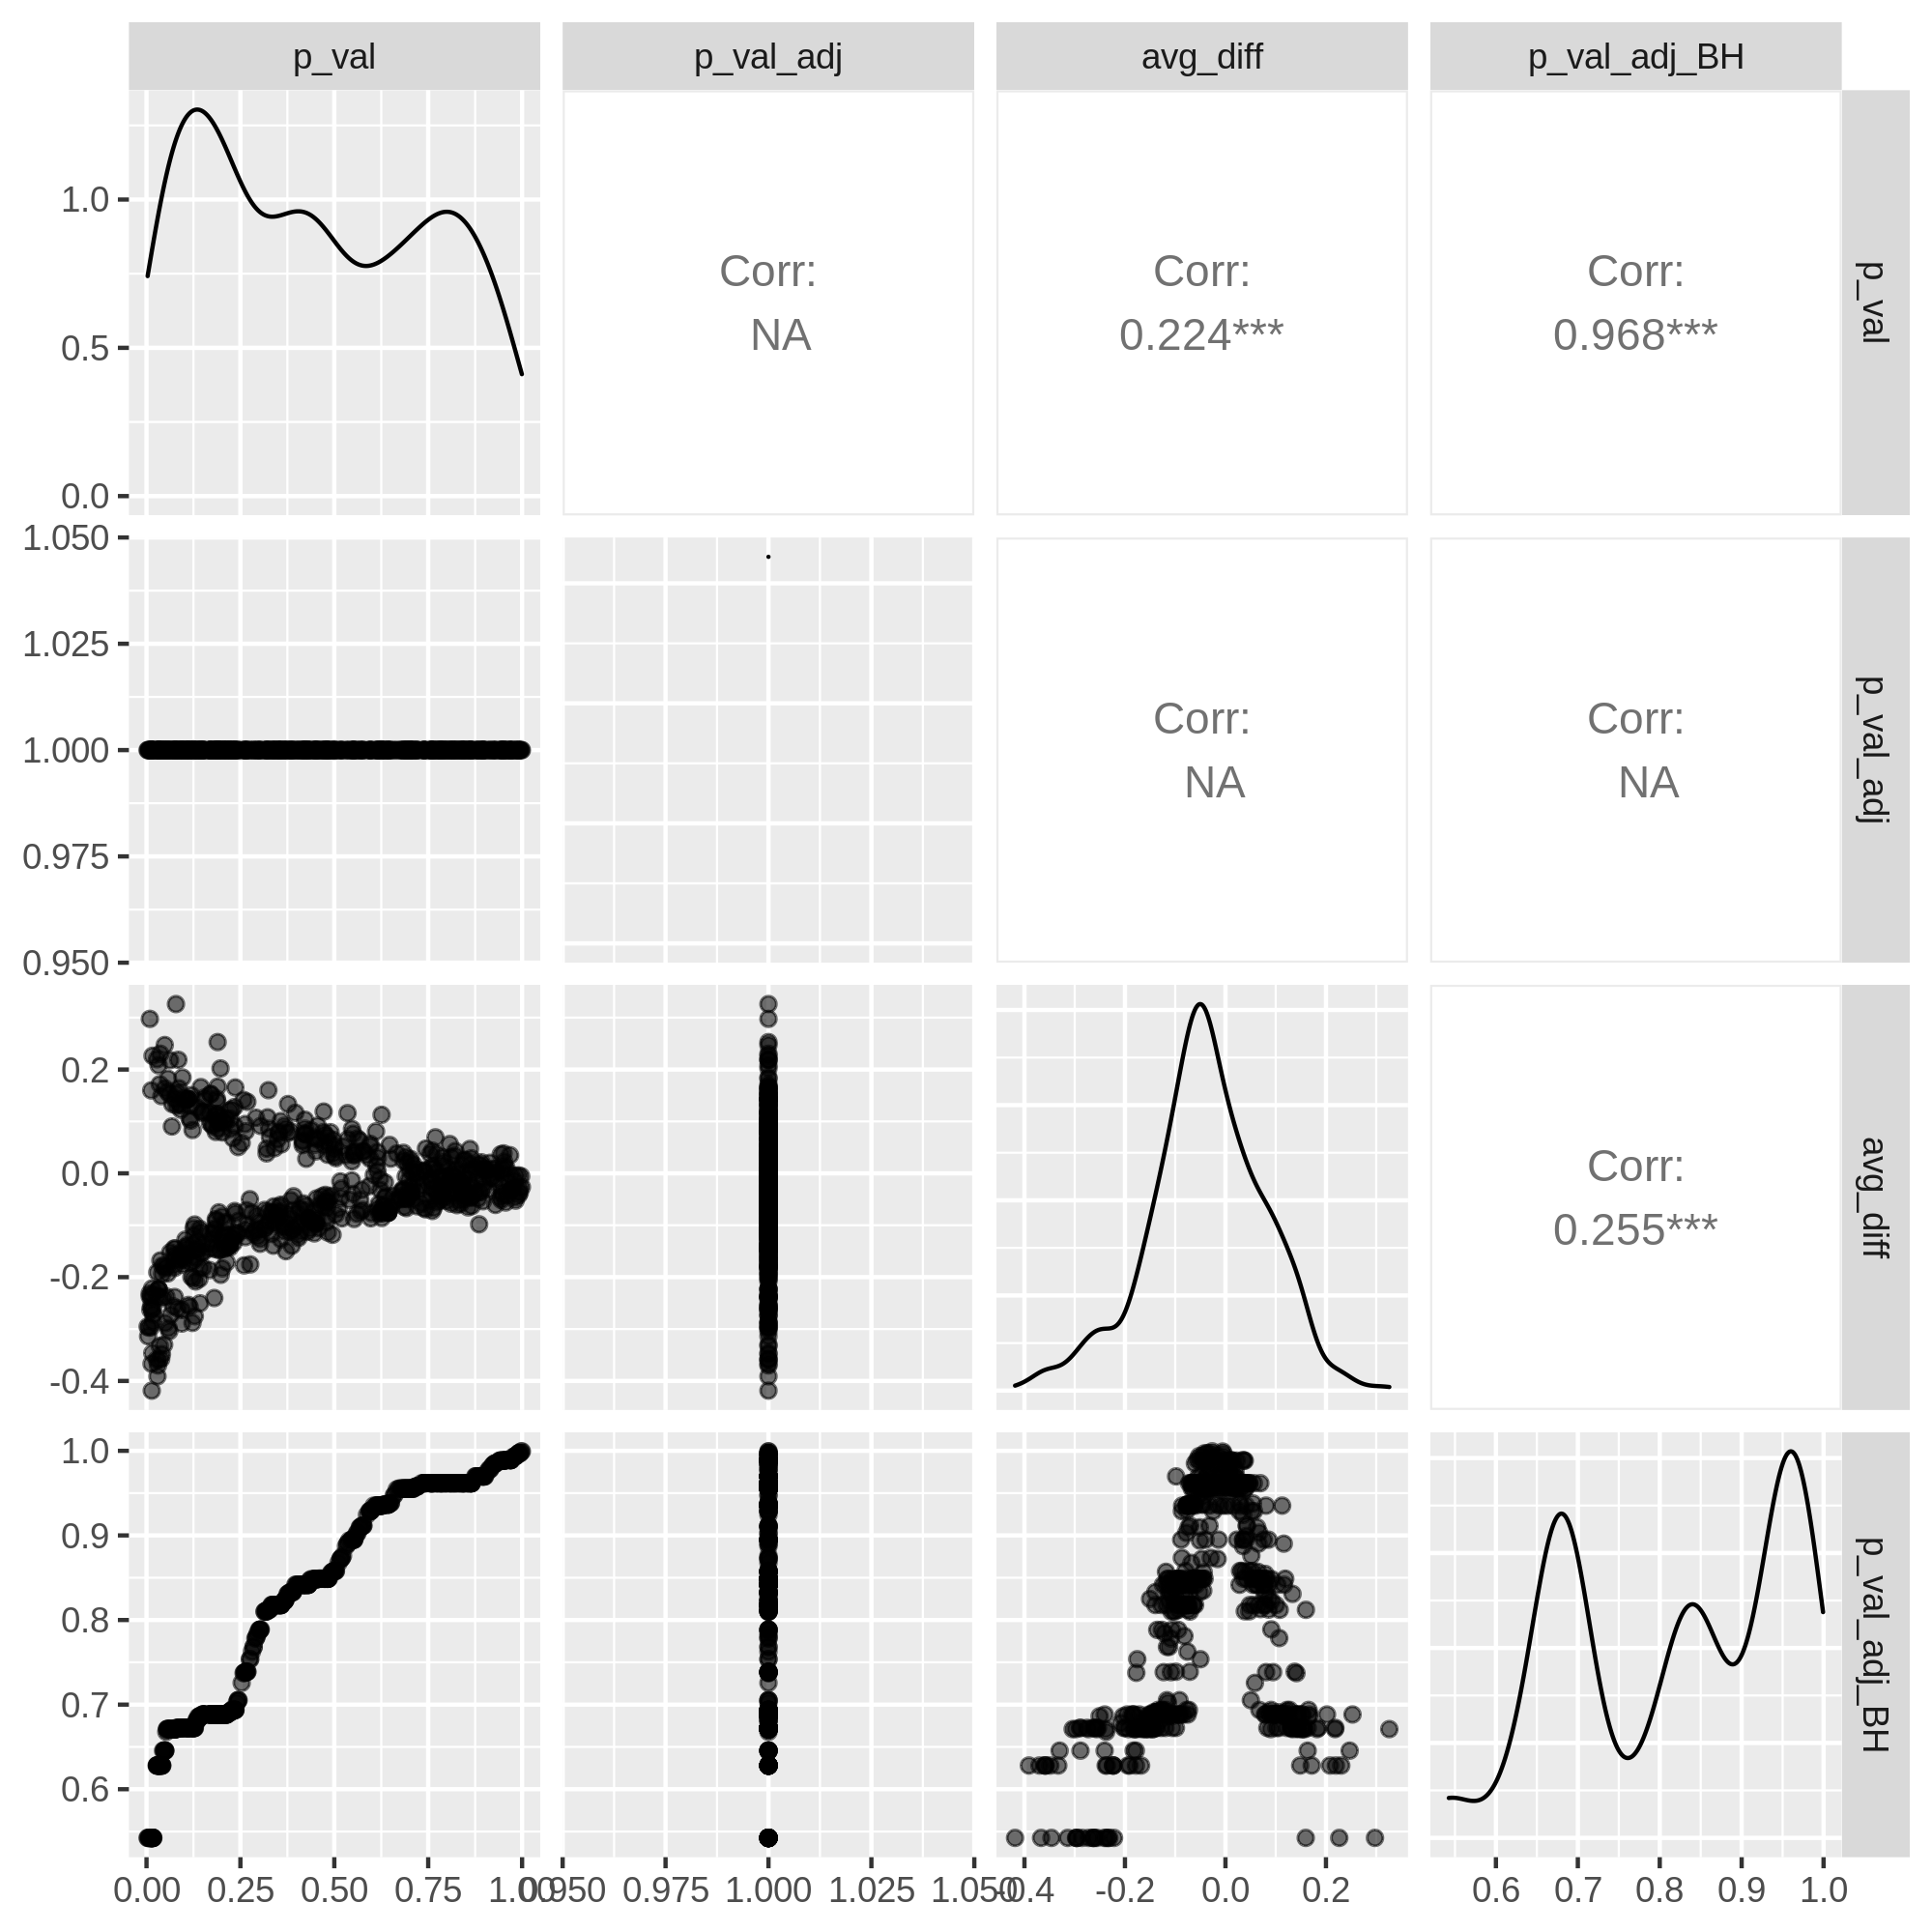 p_val
p_val_adj
avg_diff
p_val_adj_BH
1.0
0.5
0.0
Corr:
NA
Corr:
0.224***
Corr:
0.968***
p_val
1.050
1.025
1.000
0.975
0.950
Corr:
NA
Corr:
NA
p_val_adj
0.2
0.0
-0.2
-0.4
Corr:
0.255***
avg_diff
1.0
0.9
0.8
0.7
0.6
p_val_adj_BH
0.00 0.25 0.50 0.75 1.00
0.950 0.975 1.000 1.025 1.050
-0.4 -0.2 0.0 0.2
0.6 0.7 0.8 0.9 1.0